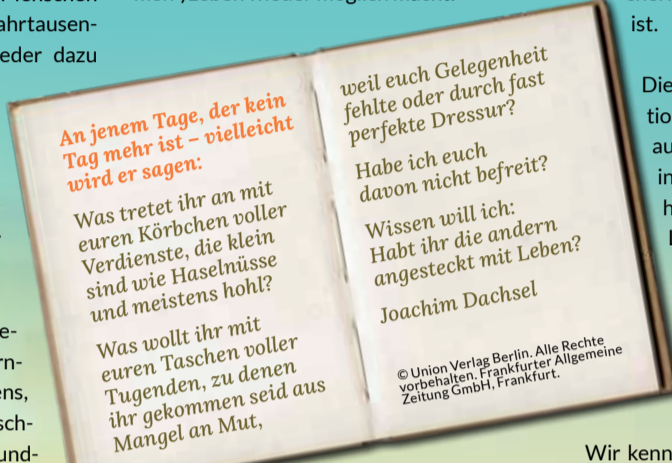 ahrtausen-
eder dazu
An jenem Tage, der kein
Tag mehr ist – vielleicht
wird er sagen:
Was tretet ihr an mit
euren Körbchen voller
Verdienste, die klein
sind wie Haselnüsse
und meistens hohl?
Was wollt ihr mit
euren Taschen voller
Tugenden, zu denen
ihr gekommen seid aus
Mangel an Mut,
weil euch Gelegenheit
fehlte oder durch fast
perfekte Dressur?
Habe ich euch
davon nicht befreit?
Wissen will ich:
Habt ihr die andern
angesteckt mit Leben?
Joachim Dachsel
© Union Verlag Berlin. Alle Rechte
vorbehalten. Frankfurter Allgemeine
Zeitung GmbH, Frankfurt.
ist.
Die
tio
au
in
h
e-
rn-
ens,
sch-
und-
Wir kenn